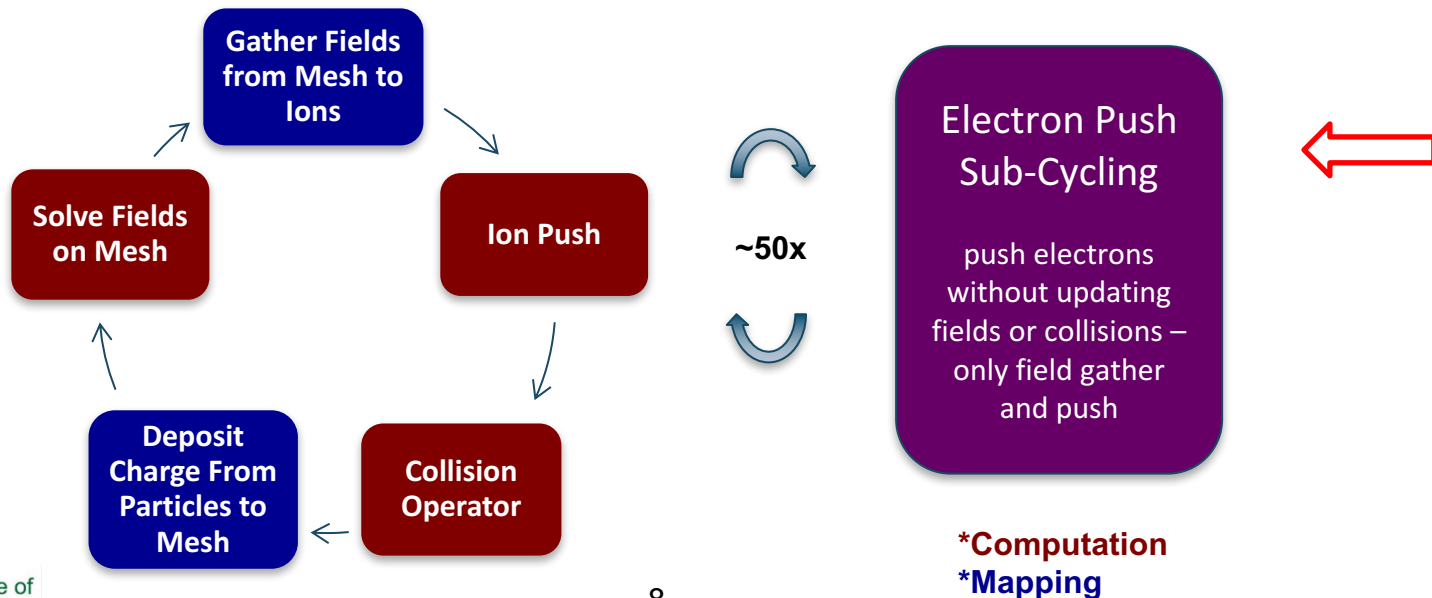 Gather Fields
from Mesh to
Ions
Solve Fields
on Mesh
Ion Push
Deposit
Charge From
Particles to
Mesh
Collision
Operator
~50x
Electron Push
Sub-Cycling
push electrons
without updating
fields or collisions –
only field gather
and push
*Computation
*Mapping
e of